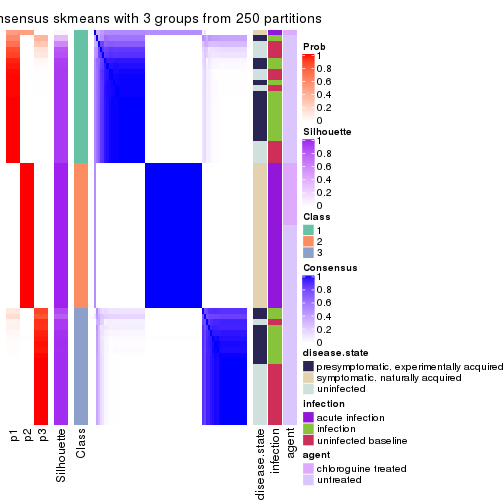 nsensus skmeans with 3 groups from 250 partitions
Prob
1
0.8
0.6
0.4
0.2
0
Silhouette
1
0.8
0.6
0.4
0.2
0
Class
1
2
3
Consensus
1
0.8
0.6
0.4
0.2
0
disease.state
presymptomatic. experimentally acquired
symptomatic. naturally acquired
uninfected
infection
acute infection
infection
uninfected baseline
agent
chloroguine treated
untreated
p1
p2
p3
Silhouette
Class
disease.state
infection
agent